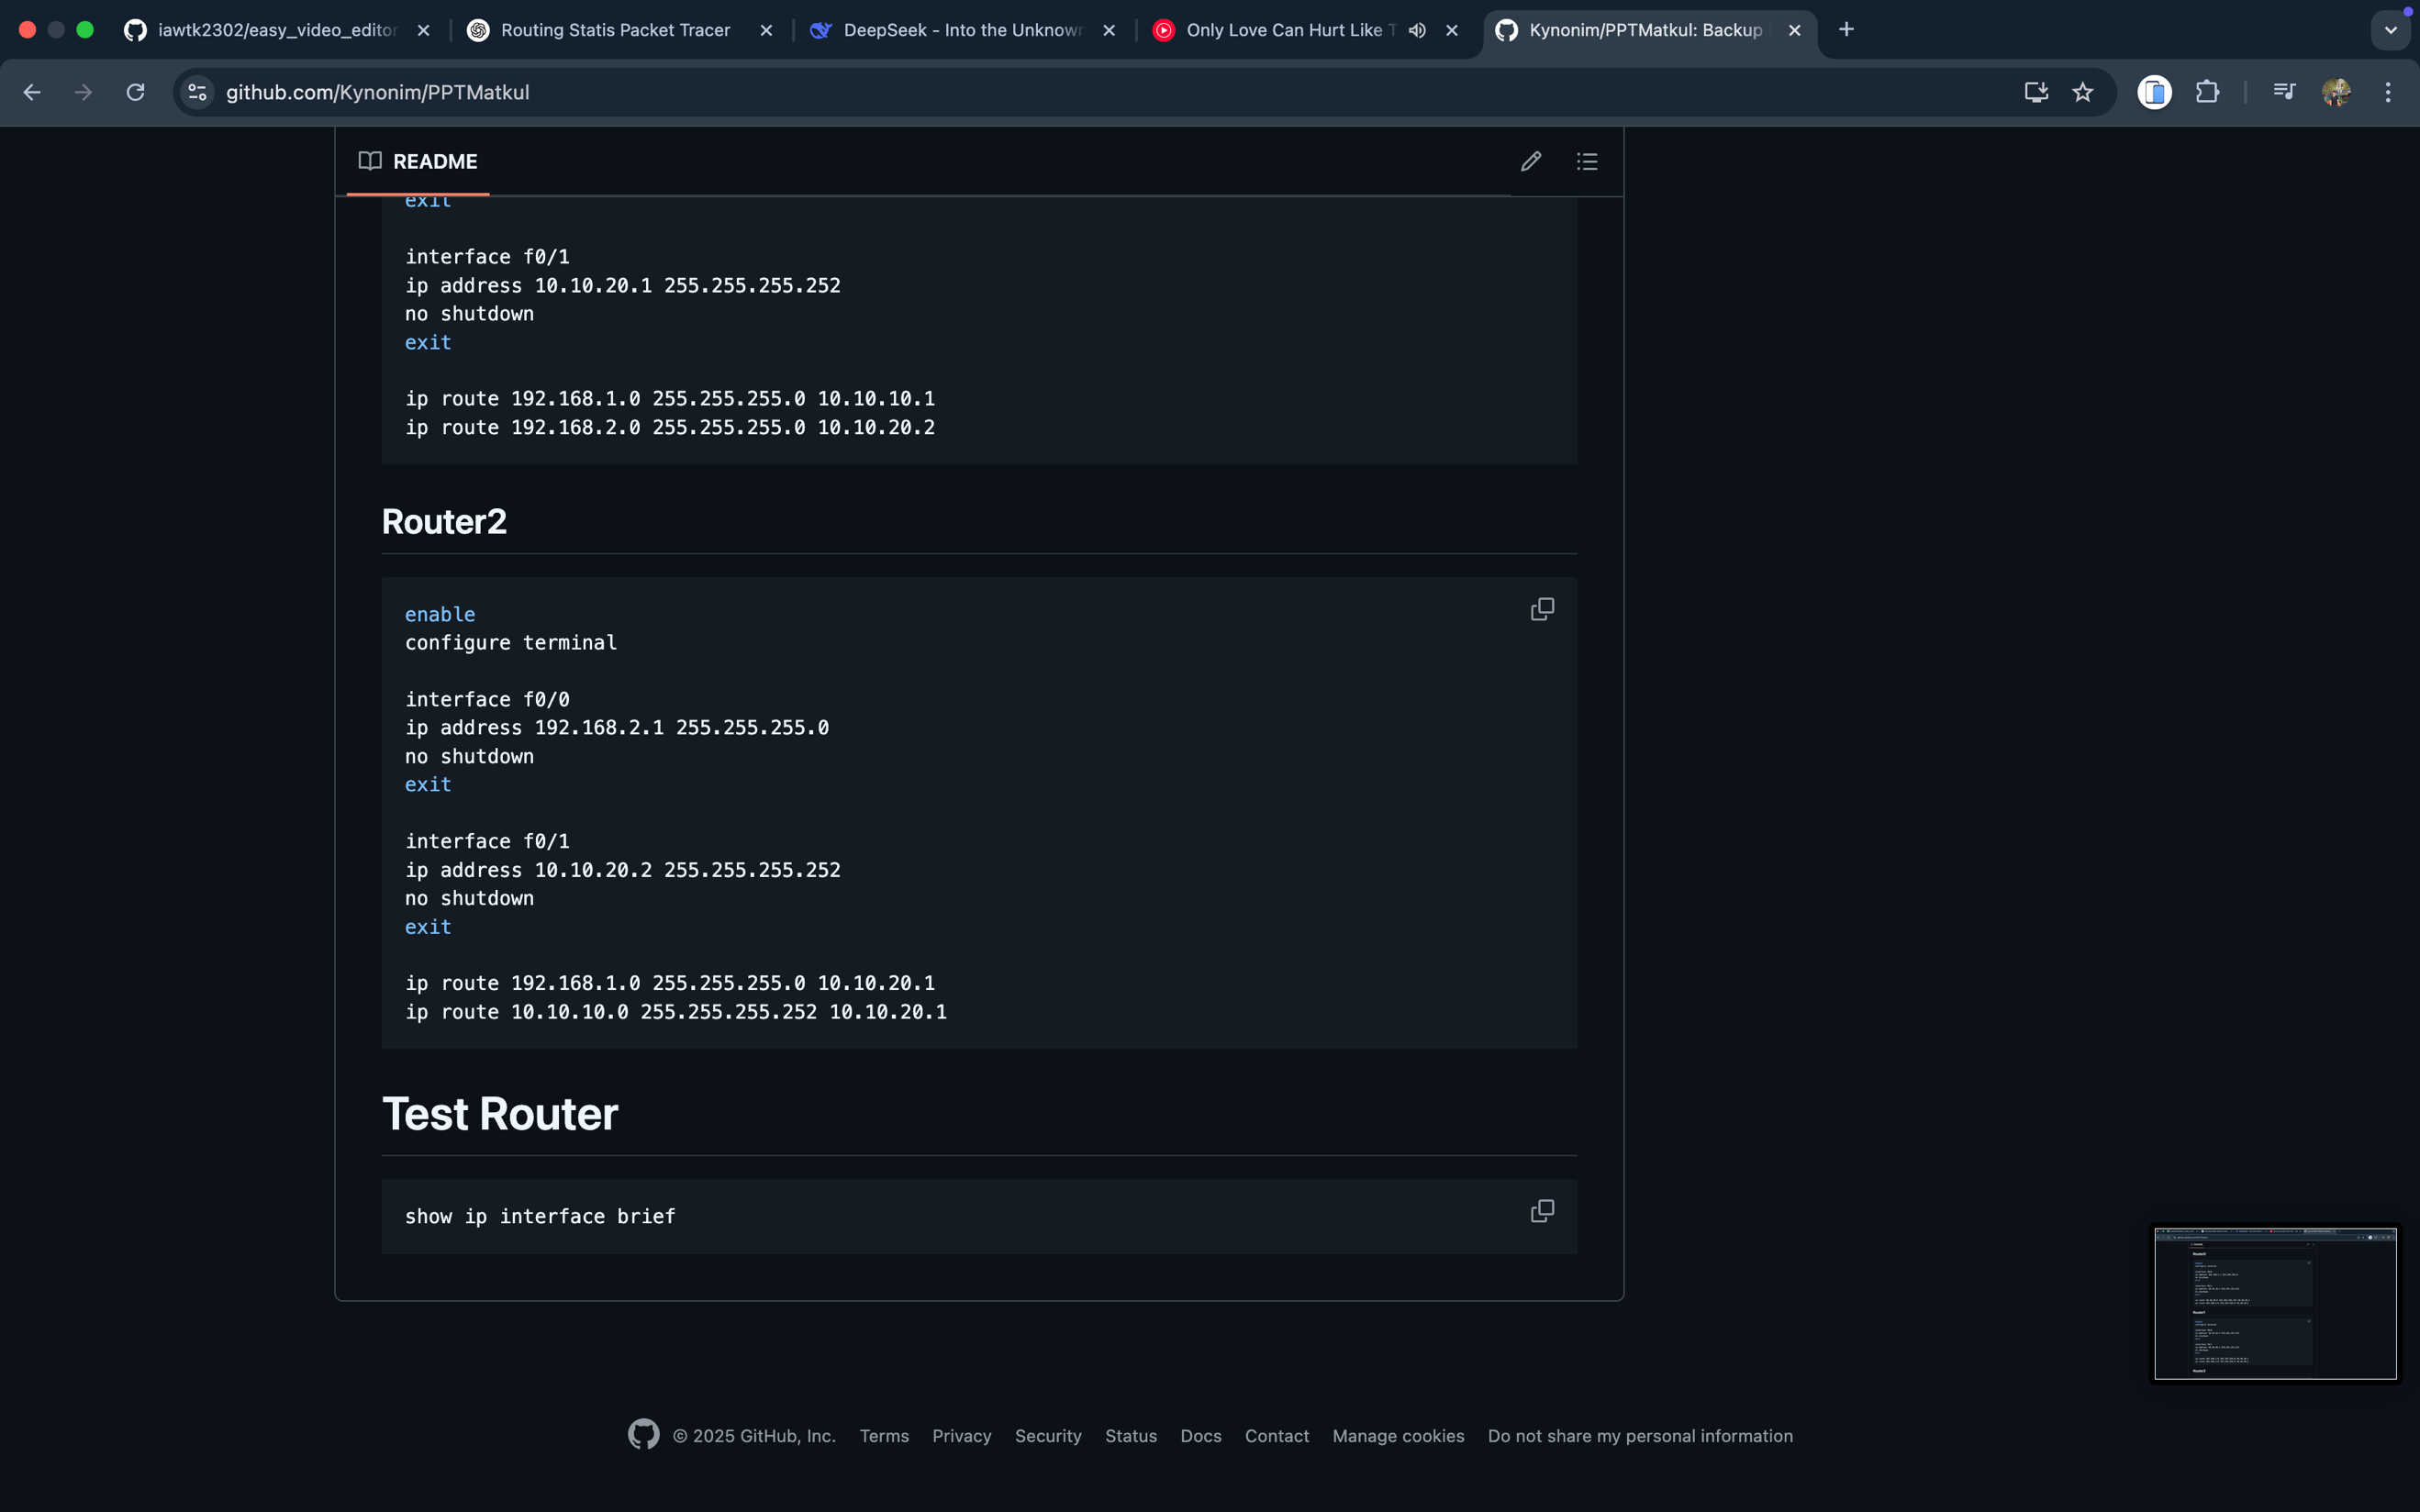 iawtk2302/easy_video_editor
Routing Statis Packet Tracer
DeepSeek - Into the Unknown
Only Love Can Hurt Like T
Kynonim/PPTMatkul: Backup
github.com/Kynonim/PPTMatkul
README
exit
interface f0/1
ip address 10.10.20.1 255.255.255.252
no shutdown
exit
ip route 192.168.1.0 255.255.255.0 10.10.10.1
ip route 192.168.2.0 255.255.255.0 10.10.20.2
Router2
enable
configure terminal
interface f0/0
ip address 192.168.2.1 255.255.255.0
no shutdown
exit
interface f0/1
ip address 10.10.20.2 255.255.255.252
no shutdown
exit
ip route 192.168.1.0 255.255.255.0 10.10.20.1
ip route 10.10.10.0 255.255.255.252 10.10.20.1
Test Router
show ip interface brief
© 2025 GitHub, Inc. Terms Privacy Security Status Docs Contact Manage cookies Do not share my personal information